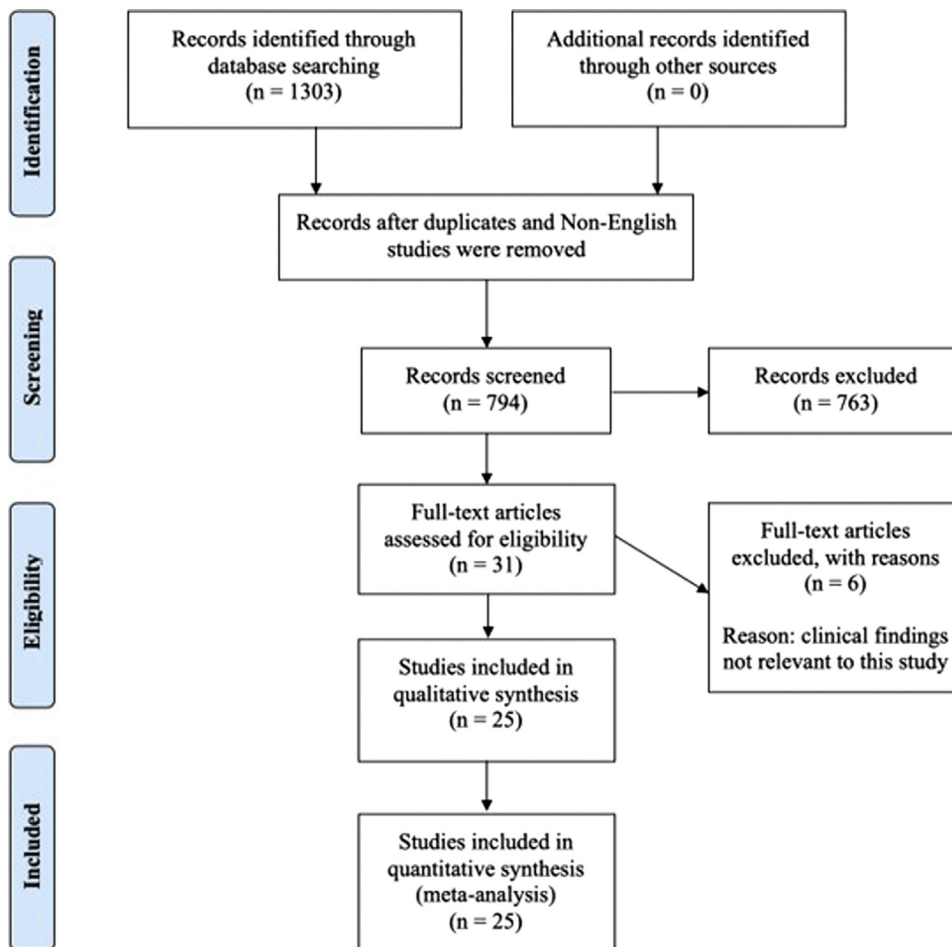 Identification
Records identified through
database searching
(n = 1303)
Additional records identified
through other sources
(n = 0)
Records after duplicates and Non-English
studies were removed
Screening
Records screened
(n = 794)
Records excluded
(n = 763)
Eligibility
Full-text articles
assessed for eligibility
(n = 31)
Full-text articles
excluded, with reasons
(n = 6)
Reason: clinical findings
not relevant to this study
Studies included in
qualitative synthesis
(n = 25)
Included
Studies included in
quantitative synthesis
(meta-analysis)
(n = 25)